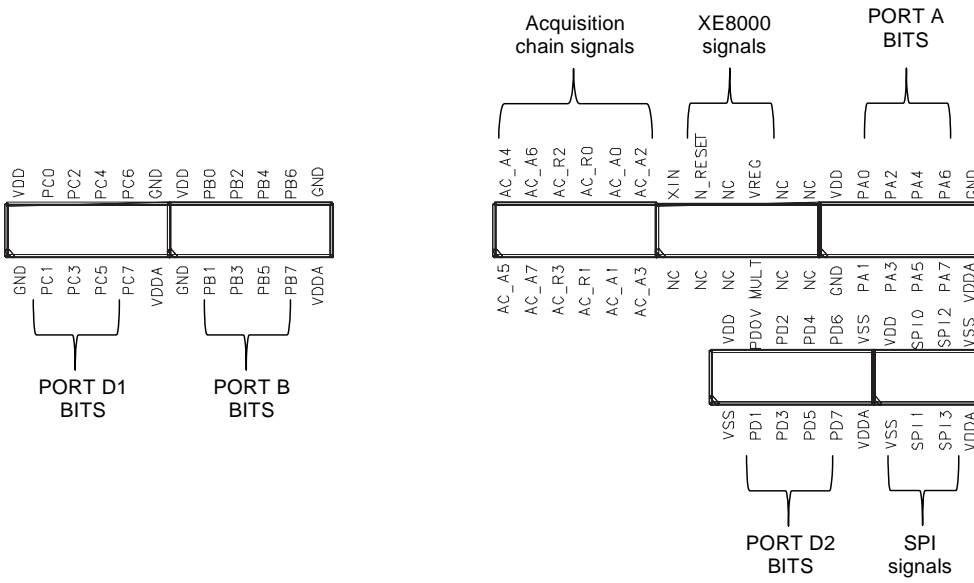 Acquisition
chain signals
XE8000
signals
PORT A
BITS
VDD
PC0
PC2
PC4
PC6
GND
VDD
PB0
PB2
PB4
PB6
GND
AC_A4
AC_A6
AC_R2
AC_R0
AC_A0
AC_A2
XIN
N_RESET
NC
VREG
NC
NC
VDD
PA0
PA2
PA4
PA6
GND
GND
PC1
PC3
PC5
PC7
VDDA
GND
PB1
PB3
PB5
PB7
VDDA
AC_A5
AC_A7
AC_R3
AC_R1
AC_A1
AC_A3
NC
NC
NC
PD0V MULT
NC
NC
GND
PA1
PA3
PA5
PA7
VDDA
VDD
PD2
PD4
PD6
VSS
VDD
SPI0
SPI2
VSS
PORT D1
BITS
PORT B
BITS
VSS
PD1
PD3
PD5
PD7
VDDA
VSS
SPI1
SPI3
VDDA
PORT D2
BITS
SPI
signals